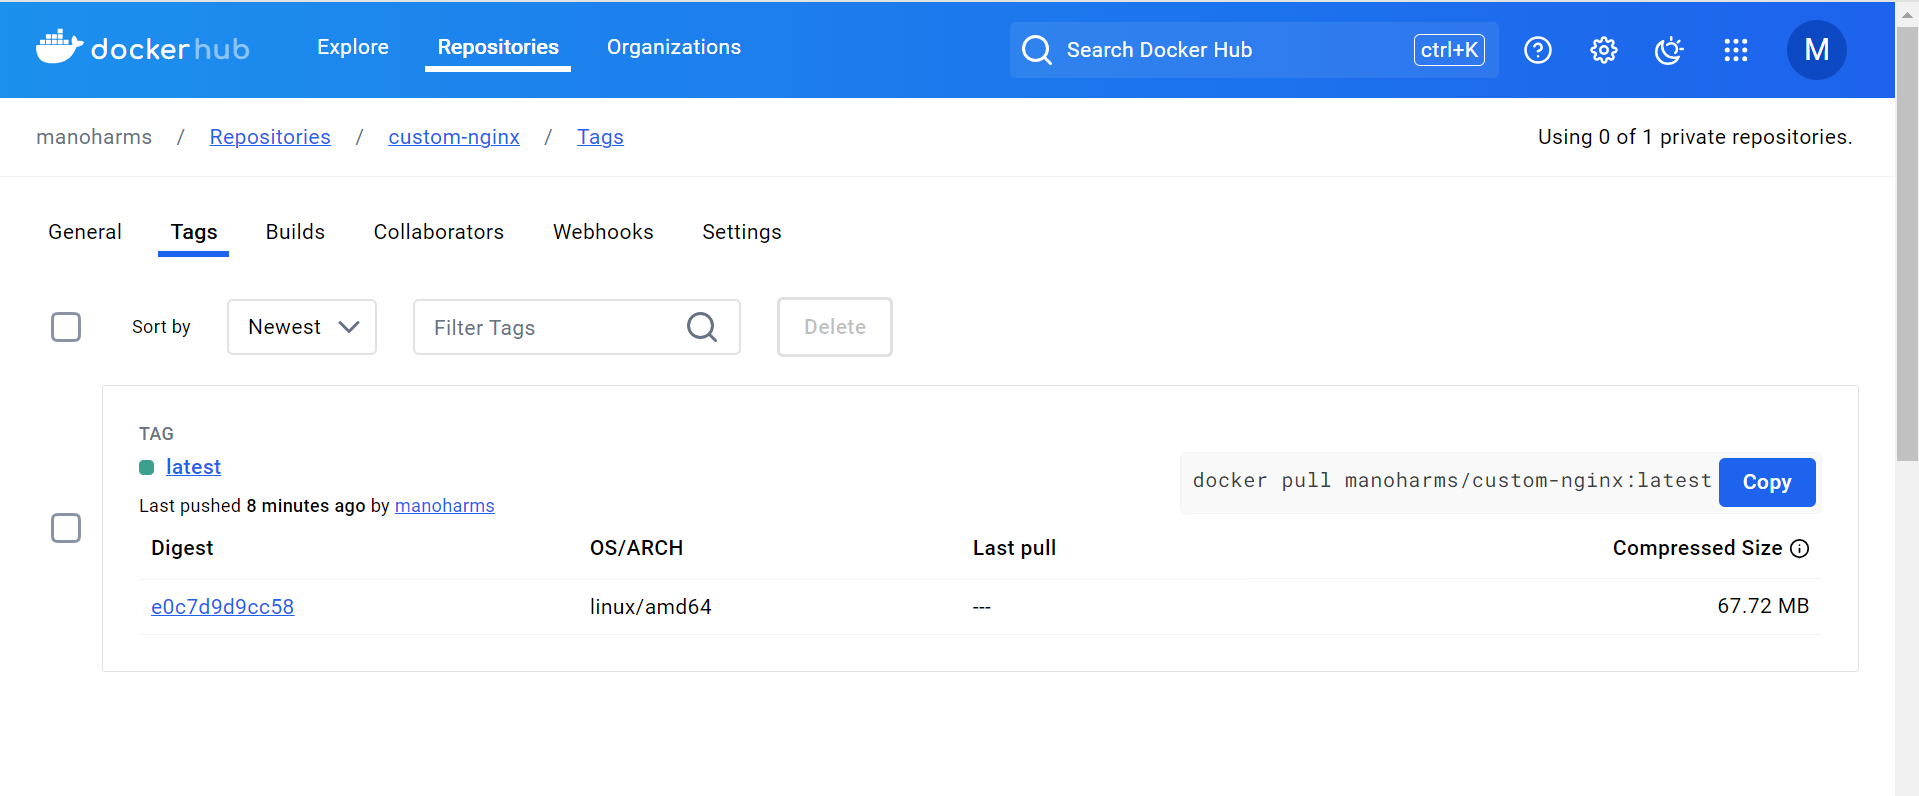 dockerhub Explore Repositories Organizations Search Docker Hub ctrl+K M
manoharms / Repositories / custom-nginx / Tags Using 0 of 1 private repositories.
General Tags Builds Collaborators Webhooks Settings
Sort by Newest Filter Tags Delete
TAG
latest
docker pull manoharms/custom-nginx:latest Copy
Last pushed 8 minutes ago by manoharms
Digest OS/ARCH Last pull Compressed Size
e0c7d9d9cc58 linux/amd64 --- 67.72 MB